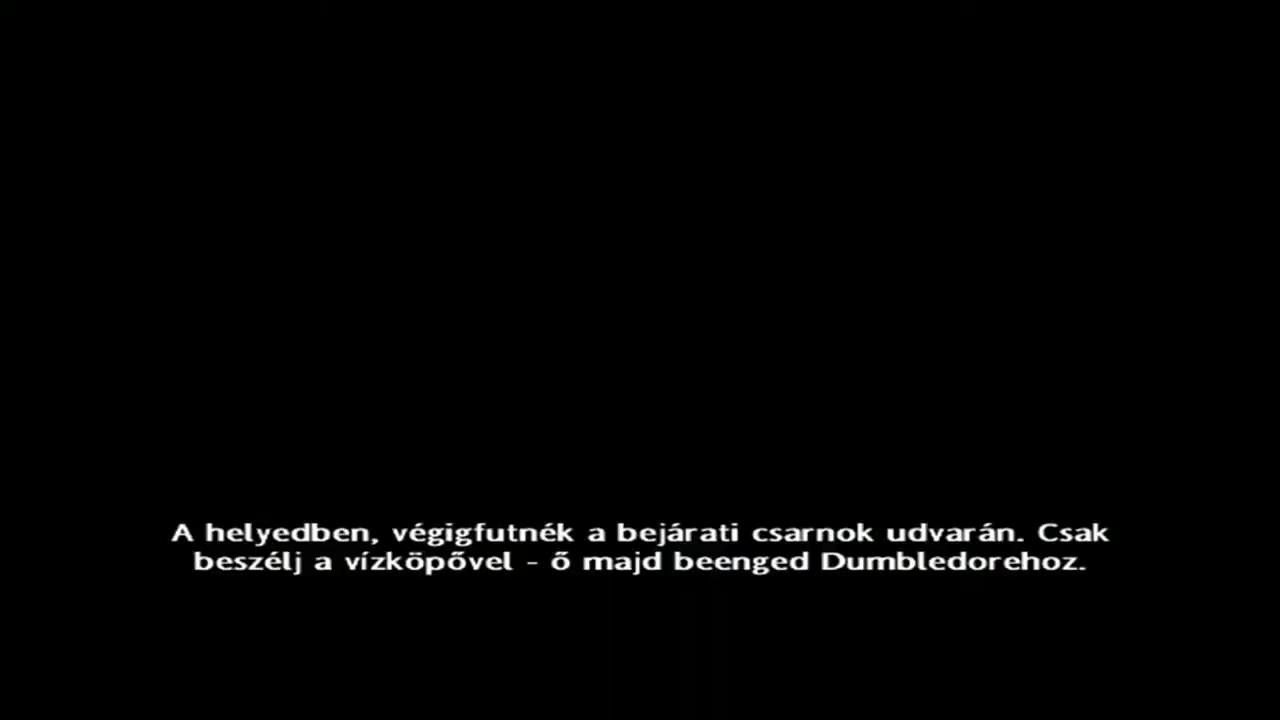 A helyedben, végigfutnék a bejárati csarnok udvarán. Csak
beszélj a vízköpővel - ő majd beenged Dumbledorehoz.